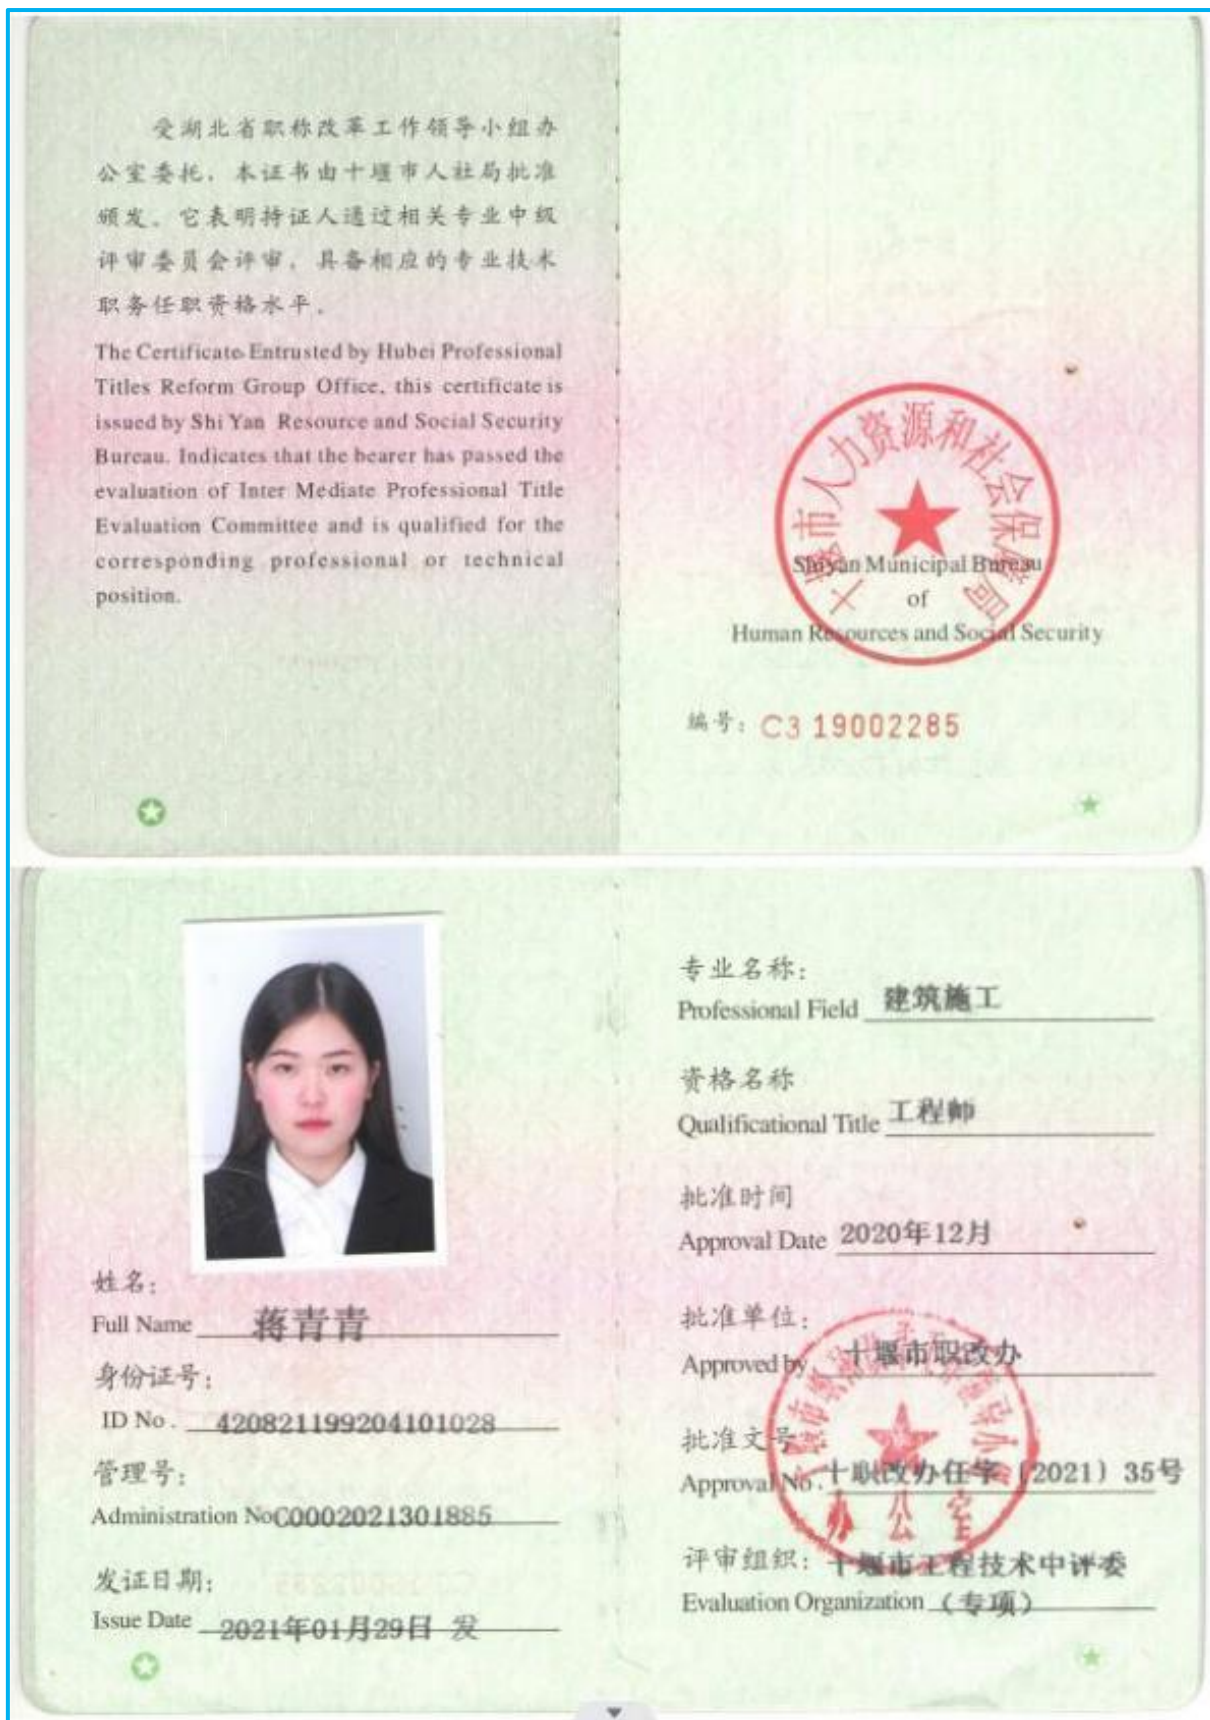 受湖北省职称改革工作领导小组办
公室委托，本证书由十堰市人社局批准
颁发。它表明持证人通过相关专业中级
评审委员会评审，具备相应的专业技术
职务任职资格水平。
The Certificate Entrusted by Hubei Professional
Titles Reform Group Office, this certificate is
issued by Shi Yan Resource and Social Security
Bureau. Indicates that the bearer has passed the
evaluation of Inter Mediate Professional Title
Evaluation Committee and is qualified for the
corresponding professional or technical
position.
十堰市人力资源和社会保障局
Shiyan Municipal Bureau
of
Human Resources and Social Security
编号：C3 19002285
姓名：
Full Name 蒋青青
身份证号：
ID No . 420821199204101028
管理号：
Administration No C0002021301885
发证日期：
Issue Date 2021年01月29日 发
专业名称：
Professional Field 建筑施工
资格名称
Qualificational Title 工程师
批准时间
Approval Date 2020年12月
批准单位：
Approved by 十堰市职改办
批准文号
Approval No . 十职改办任字〔2021〕35号
办公室
评审组织：十堰市工程技术中评委
Evaluation Organization （专项）